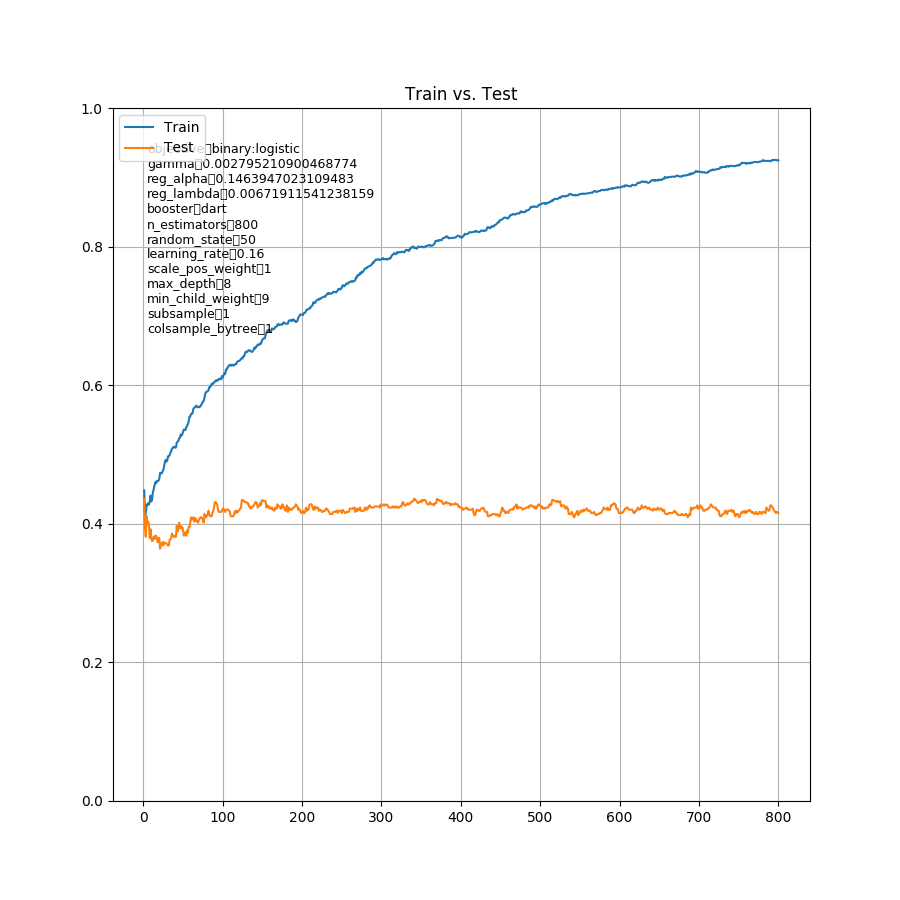 Train vs. Test
1.0
0.8
0.6
0.4
0.2
0.0
Train
Test
binary:logistic
gamma▯0.002795210900468774
reg_alpha▯0.1463947023109483
reg_lambda▯0.00671911541238159
booster▯dart
n_estimators▯800
random_state▯50
learning_rate▯0.16
scale_pos_weight▯1
max_depth▯8
min_child_weight▯9
subsample▯1
colsample_bytree▯1
0 100 200 300 400 500 600 700 800